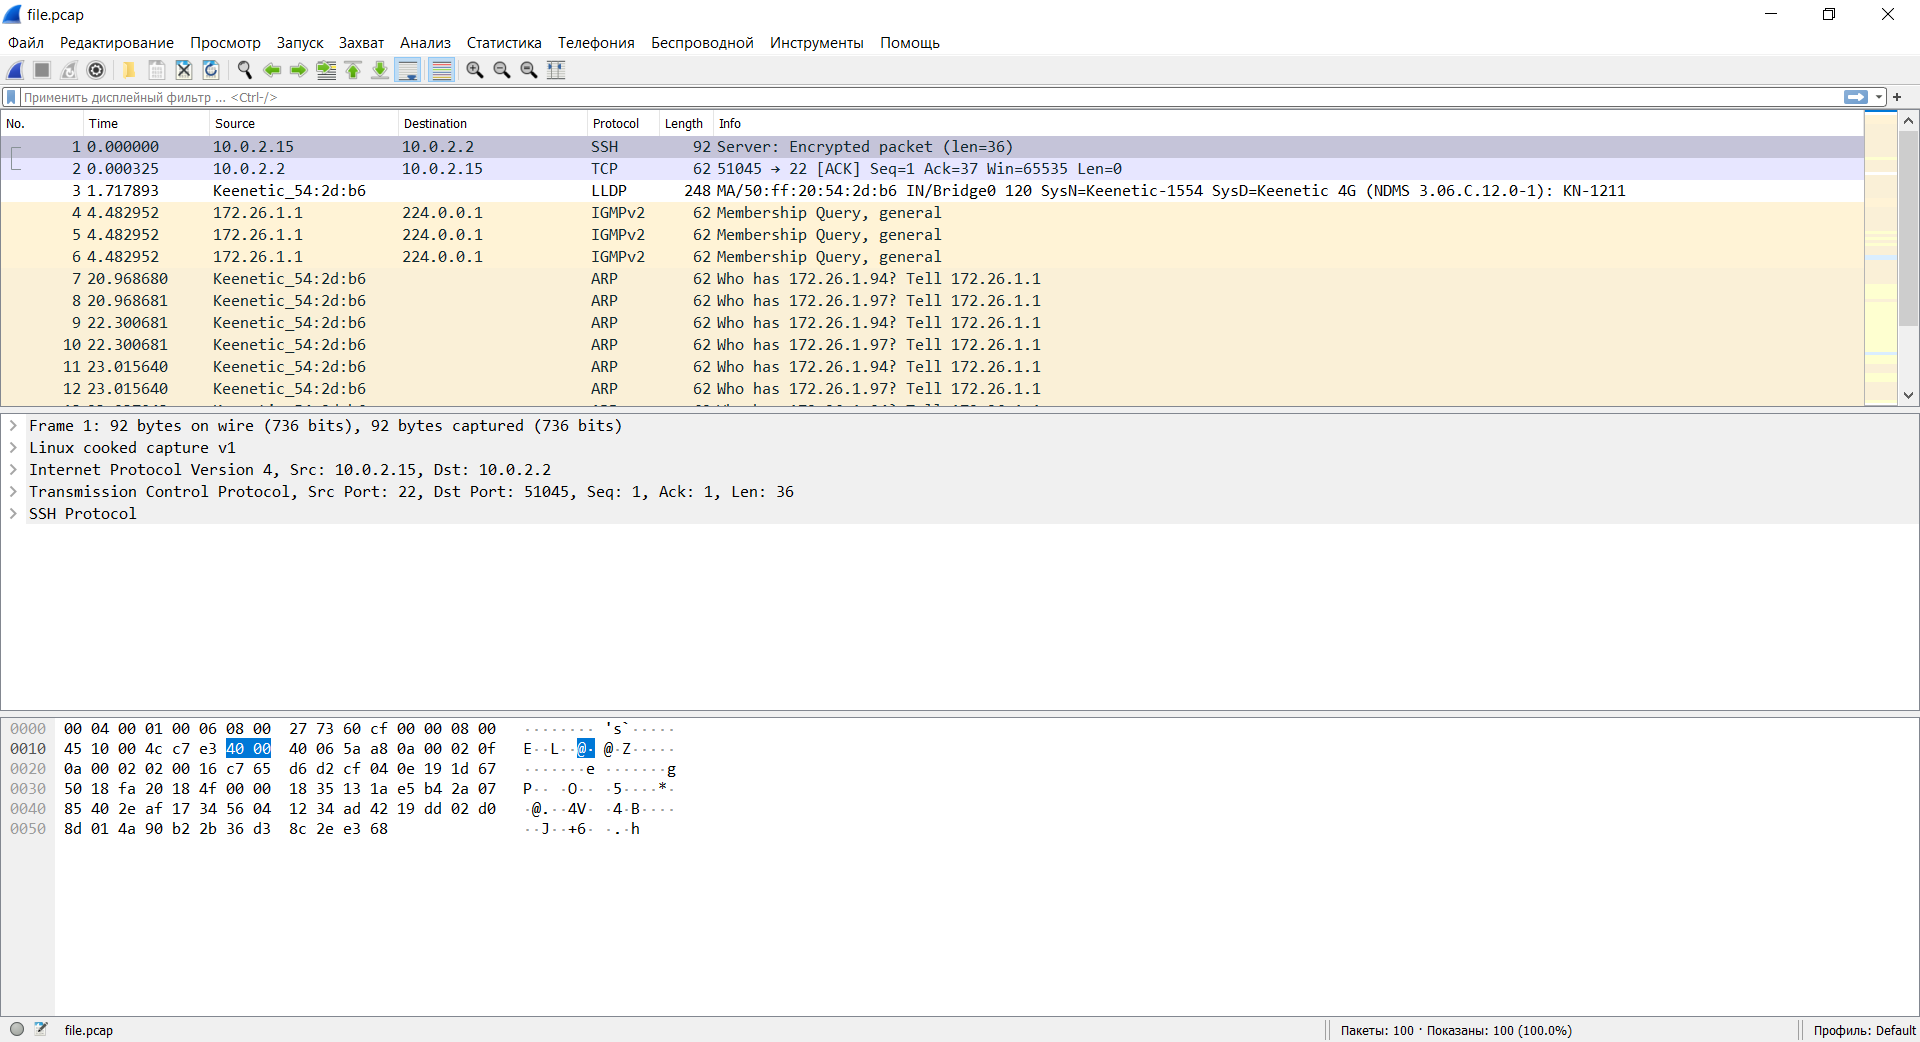 file.pcap
Файл Редактирование Просмотр Запуск Захват Анализ Статистика Телефония Беспроводной Инструменты Помощь
Применить дисплейный фильтр ... <Ctrl-/>
No. Time Source Destination Protocol Length Info
1 0.000000 10.0.2.15 10.0.2.2 SSH 92 Server: Encrypted packet (len=36)
2 0.000325 10.0.2.2 10.0.2.15 TCP 62 51045 → 22 [ACK] Seq=1 Ack=37 Win=65535 Len=0
3 1.717893 Keenetic_54:2d:b6 LLDP 248 MA/50:ff:20:54:2d:b6 IN/Bridge0 120 SysN=Keenetic-1554 SysD=Keenetic 4G (NDMS 3.06.C.12.0-1): KN-1211
4 4.482952 172.26.1.1 224.0.0.1 IGMPv2 62 Membership Query, general
5 4.482952 172.26.1.1 224.0.0.1 IGMPv2 62 Membership Query, general
6 4.482952 172.26.1.1 224.0.0.1 IGMPv2 62 Membership Query, general
7 20.968680 Keenetic_54:2d:b6 ARP 62 Who has 172.26.1.94? Tell 172.26.1.1
8 20.968681 Keenetic_54:2d:b6 ARP 62 Who has 172.26.1.97? Tell 172.26.1.1
9 22.300681 Keenetic_54:2d:b6 ARP 62 Who has 172.26.1.94? Tell 172.26.1.1
10 22.300681 Keenetic_54:2d:b6 ARP 62 Who has 172.26.1.97? Tell 172.26.1.1
11 23.015640 Keenetic_54:2d:b6 ARP 62 Who has 172.26.1.94? Tell 172.26.1.1
12 23.015640 Keenetic_54:2d:b6 ARP 62 Who has 172.26.1.97? Tell 172.26.1.1
Frame 1: 92 bytes on wire (736 bits), 92 bytes captured (736 bits)
Linux cooked capture v1
Internet Protocol Version 4, Src: 10.0.2.15, Dst: 10.0.2.2
Transmission Control Protocol, Src Port: 22, Dst Port: 51045, Seq: 1, Ack: 1, Len: 36
SSH Protocol
0000 00 04 00 01 00 06 08 00 27 73 60 cf 00 00 08 00 ········ 's`·····
0010 45 10 00 4c c7 e3 40 00 40 06 5a a8 0a 00 02 0f E··L··@· @·Z·····
0020 0a 00 02 02 00 16 c7 65 d6 d2 cf 04 0e 19 1d 67 ·······e ·······g
0030 50 18 fa 20 18 4f 00 00 18 35 13 1a e5 b4 2a 07 P·· ·O·· ·5····*·
0040 85 40 2e af 17 34 56 04 12 34 ad 42 19 dd 02 d0 ·@.··4V· ·4·B····
0050 8d 01 4a 90 b2 2b 36 d3 8c 2e e3 68 ··J··+6· ·.·h
file.pcap Пакеты: 100 · Показаны: 100 (100.0%) Профиль: Default